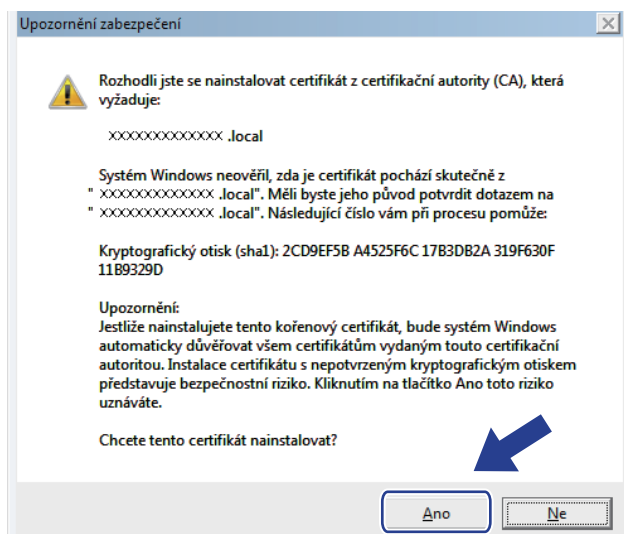 Upozornění zabezpečení
Rozhodli jste se nainstalovat certifikát z certifikační autority (CA), která
vyžaduje:
XXXXXXXXXXXXX .local
Systém Windows neověřil, zda je certifikát pochází skutečně z
" XXXXXXXXXXXXX .local". Měli byste jeho původ potvrdit dotazem na
" XXXXXXXXXXXXX .local". Následující číslo vám při procesu pomůže:
Kryptografický otisk (sha1): 2CD9EF5B A4525F6C 17B3DB2A 319F630F
11B9329D
Upozornění:
Jestliže nainstalujete tento kořenový certifikát, bude systém Windows
automaticky důvěřovat všem certifikátům vydaným touto certifikační
autoritou. Instalace certifikátu s nepotvrzeným kryptografickým otiskem
představuje bezpečnostní riziko. Kliknutím na tlačítko Ano toto riziko
uznáváte.
Chcete tento certifikát nainstalovat?
Ano
Ne